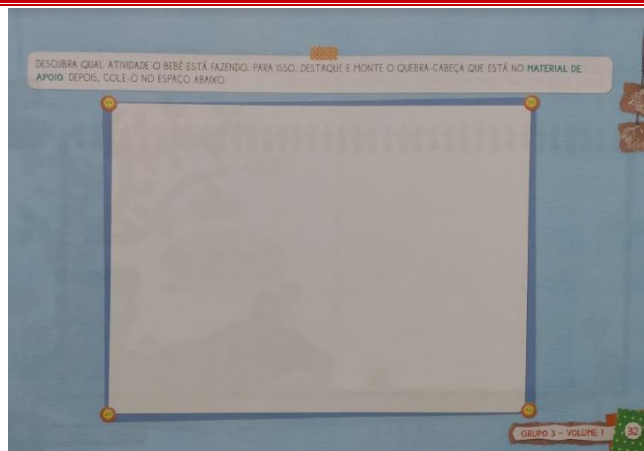 DESCUBRA QUAL ATIVIDADE O BEBÊ ESTÁ FAZENDO. PARA ISSO, DESTAQUE E MONTE O QUEBRA-CABEÇA QUE ESTÁ NO MATERIAL DE
APOIO. DEPOIS, COLE-O NO ESPAÇO ABAIXO.
GRUPO 3 - VOLUME 1
32